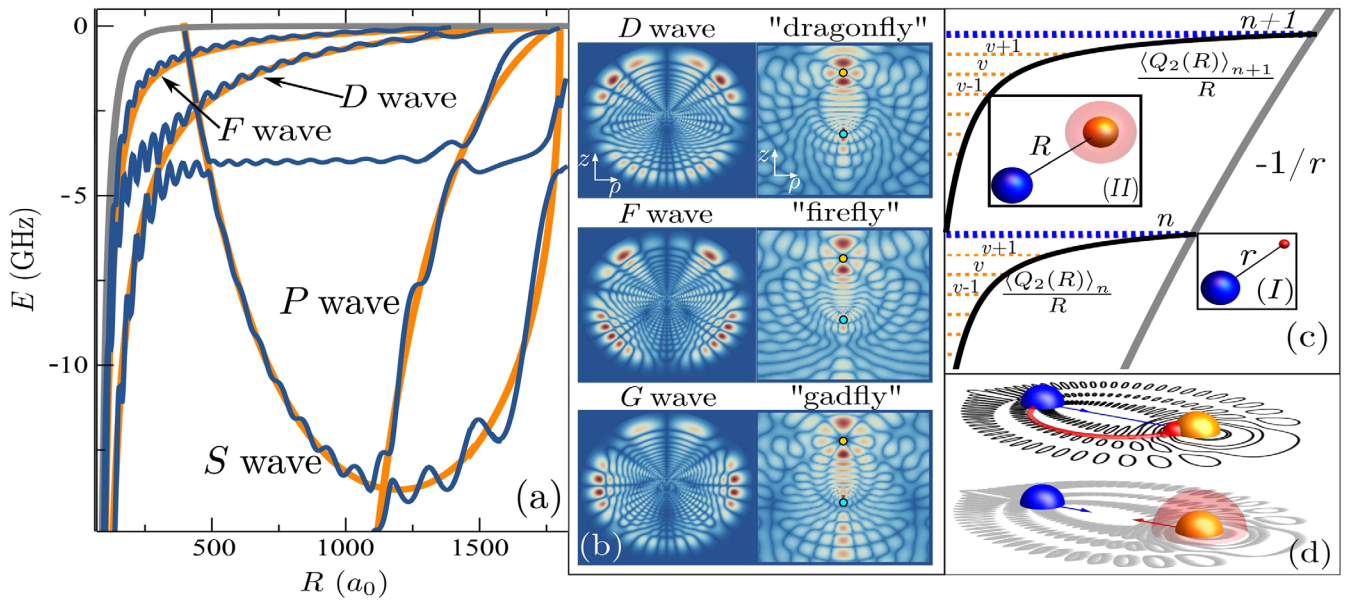 0
-5
-10
E (GHz)
500
1000
1500
R (a₀)
F wave
D wave
P wave
S wave
(a)
D wave
"dragonfly"
z
ρ
z
ρ
F wave
"firefly"
G wave
"gadfly"
(b)
n+1
v+1
v
v-1
⟨Q₂(R)⟩ₙ₊₁
R
R
(II)
-1/r
n
v+1
v
v-1
⟨Q₂(R)⟩ₙ
R
r
(I)
(c)
(d)